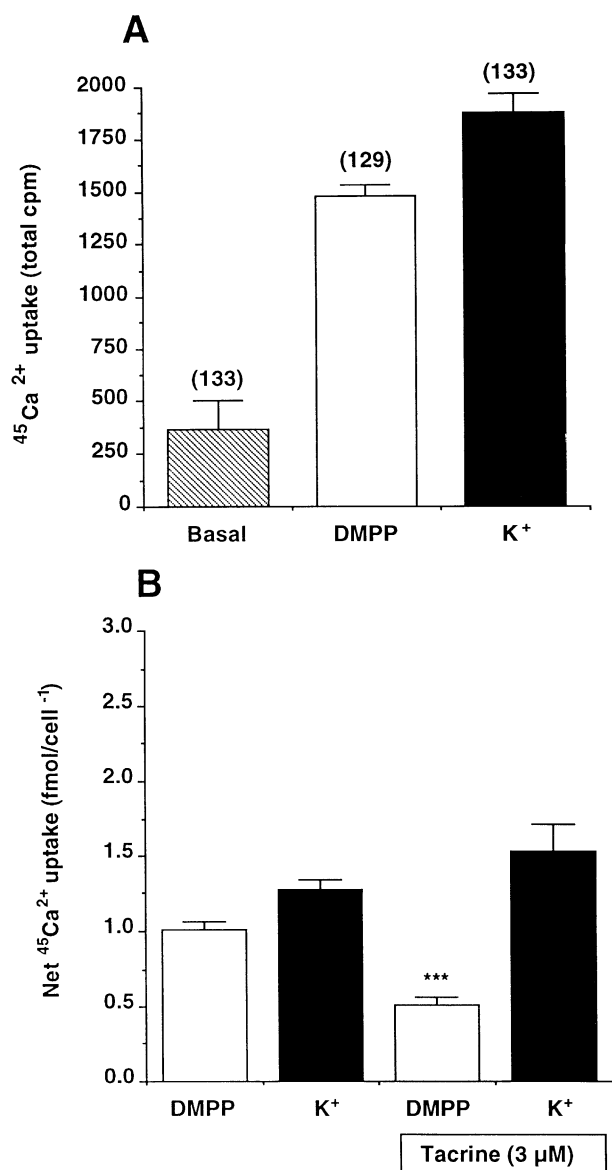 A
45Ca 2+ uptake (total cpm)
2000
1750
1500
1250
1000
750
500
250
0
(133)
(129)
(133)
Basal
DMPP
K+
B
Net 45Ca2+ uptake (fmol/cell -1)
3.0
2.5
2.0
1.5
1.0
0.5
0.0
***
DMPP
K+
DMPP
K+
Tacrine (3 µM)